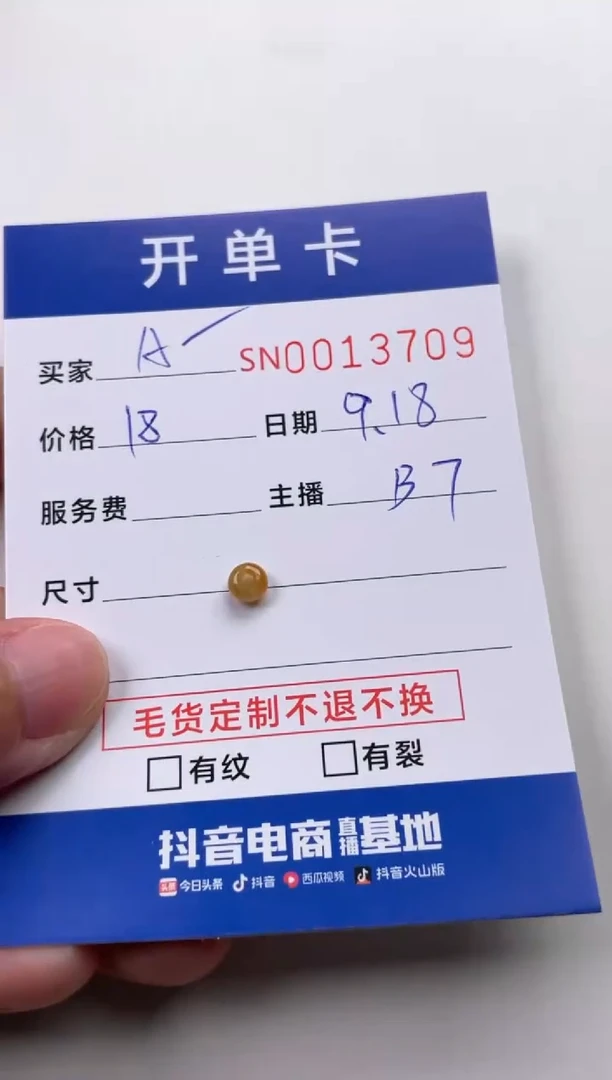 开单卡
买家 A SN0013709
价格 18 日期 9.18
服务费 主播 B7
尺寸
毛货定制不退不换
有纹 有裂
抖音电商直播基地
头条 今日头条 抖音 西瓜视频 抖音火山版